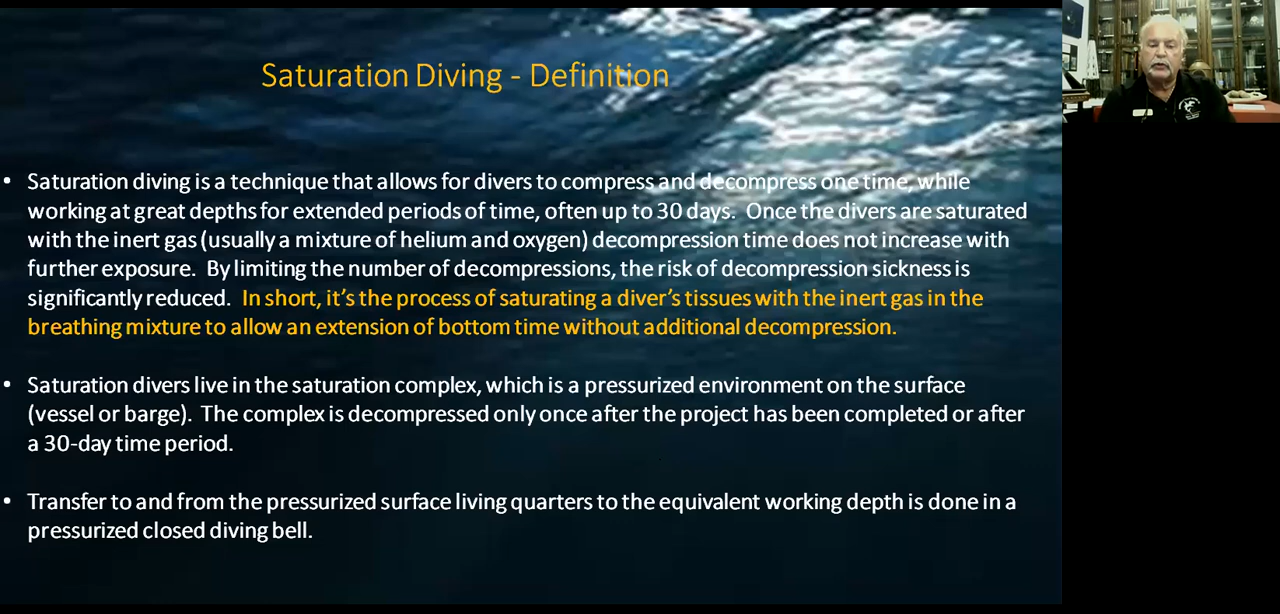 Saturation Diving - Definition
• Saturation diving is a technique that allows for divers to compress and decompress one time, while
working at great depths for extended periods of time, often up to 30 days. Once the divers are saturated
with the inert gas (usually a mixture of helium and oxygen) decompression time does not increase with
further exposure. By limiting the number of decompressions, the risk of decompression sickness is
significantly reduced. In short, it's the process of saturating a diver's tissues with the inert gas in the
breathing mixture to allow an extension of bottom time without additional decompression.
• Saturation divers live in the saturation complex, which is a pressurized environment on the surface
(vessel or barge). The complex is decompressed only once after the project has been completed or after
a 30-day time period.
• Transfer to and from the pressurized surface living quarters to the equivalent working depth is done in a
pressurized closed diving bell.